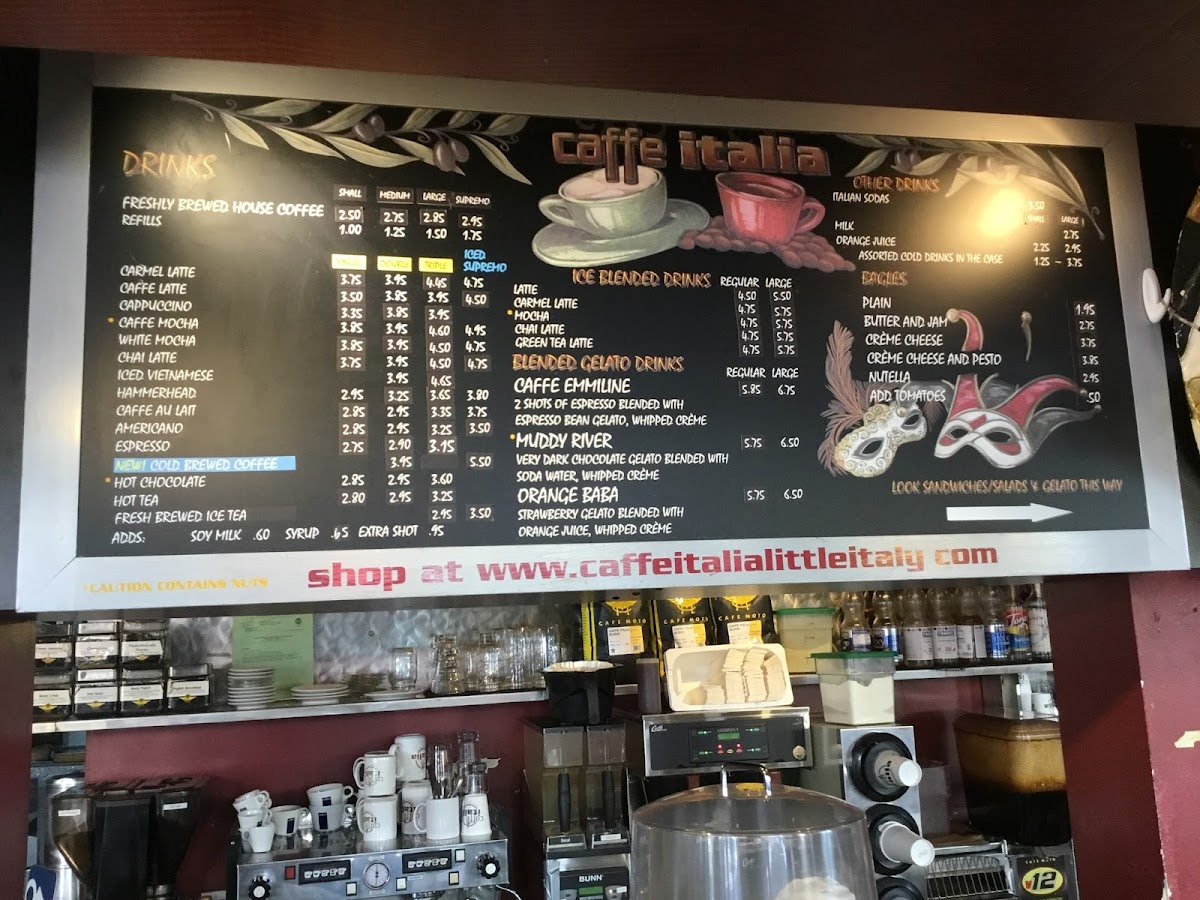 caffe italia
DRINKS
SMALL MEDIUM LARGE SUPREMO
FRESHLY BREWED HOUSE COFFEE 2.50 2.75 2.85 2.95
REFILLS 1.00 1.25 1.50 1.75
DOUBLE TRIPLE ICED SUPREMO
CARMEL LATTE 3.75 3.95 4.45 4.75
CAFFE LATTE 3.50 3.85 3.95 4.50
CAPPUCCINO 3.35 3.85 3.95
*CAFFE MOCHA 3.85 3.95 4.60 4.95
WHITE MOCHA 3.85 3.95 4.50 4.75
CHAI LATTE 3.75 3.95 4.50 4.75
ICED VIETNAMESE 3.95 4.65
HAMMERHEAD 2.95 3.25 3.65 3.80
CAFFE AU LAIT 2.85 2.95 3.35 3.75
AMERICANO 2.85 2.95 3.25 3.50
ESPRESSO 2.75 2.90 3.15
NEW! COLD BREWED COFFEE 3.95 5.50
*HOT CHOCOLATE 2.85 2.95 3.60
HOT TEA 2.80 2.95 3.25
FRESH BREWED ICE TEA 2.95 3.50
ADDS: SOY MILK .60 SYRUP .65 EXTRA SHOT .95
ICE BLENDED DRINKS REGULAR LARGE
LATTE 4.50 5.50
CARMEL LATTE 4.75 5.75
*MOCHA 4.75 5.75
CHAI LATTE 4.75 5.75
GREEN TEA LATTE 4.75 5.75
BLENDED GELATO DRINKS REGULAR LARGE
CAFFE EMMILINE 5.85 6.75
2 SHOTS OF ESPRESSO BLENDED WITH
ESPRESSO BEAN GELATO, WHIPPED CRÈME
*MUDDY RIVER 5.75 6.50
VERY DARK CHOCOLATE GELATO BLENDED WITH
SODA WATER, WHIPPED CRÈME
ORANGE BABA 5.75 6.50
STRAWBERRY GELATO BLENDED WITH
ORANGE JUICE, WHIPPED CRÈME
OTHER DRINKS
ITALIAN SODAS 3.50
SMALL LARGE
MILK 2.75
ORANGE JUICE 2.25 2.95
ASSORTED COLD DRINKS IN THE CASE 1.25 - 3.75
BAGLES
PLAIN 1.95
BUTTER AND JAM 2.75
CRÈME CHEESE 3.75
CRÈME CHEESE AND PESTO 3.85
NUTELLA 2.95
ADD TOMATOES .50
LOOK SANDWICHES/SALADS & GELATO THIS WAY
*CAUTION CONTAINS NUTS
shop at www.caffeitalialittleitaly com
CAFE MOTO
CAFE MOTO
CAFE MOTO
Torani
BUNN
CAFE MOTO
12